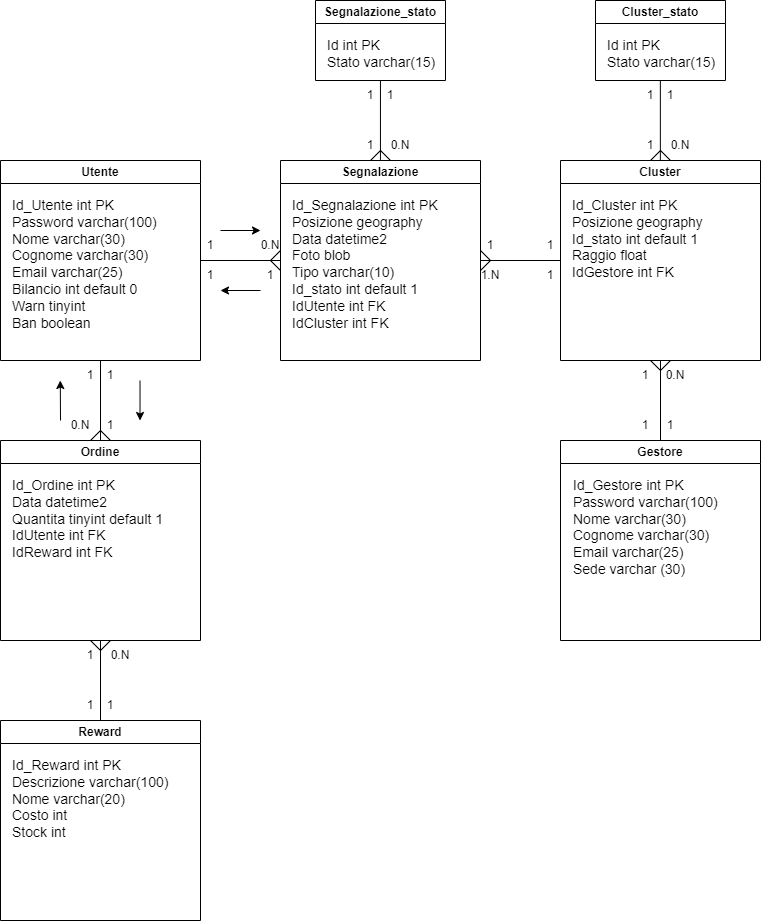 Segnalazione_stato
Id int PK
Stato varchar(15)
Cluster_stato
Id int PK
Stato varchar(15)
1 1
1 0.N
1 1
1 0.N
Utente
Id_Utente int PK
Password varchar(100)
Nome varchar(30)
Cognome varchar(30)
Email varchar(25)
Bilancio int default 0
Warn tinyint
Ban boolean
1 0.N
1 1
Segnalazione
Id_Segnalazione int PK
Posizione geography
Data datetime2
Foto blob
Tipo varchar(10)
Id_stato int default 1
IdUtente int FK
IdCluster int FK
1 1
1.N 1
Cluster
Id_Cluster int PK
Posizione geography
Id_stato int default 1
Raggio float
IdGestore int FK
1 1
0.N 1
1 0.N
1 1
Ordine
Id_Ordine int PK
Data datetime2
Quantita tinyint default 1
IdUtente int FK
IdReward int FK
Gestore
Id_Gestore int PK
Password varchar(100)
Nome varchar(30)
Cognome varchar(30)
Email varchar(25)
Sede varchar (30)
1 0.N
1 1
Reward
Id_Reward int PK
Descrizione varchar(100)
Nome varchar(20)
Costo int
Stock int